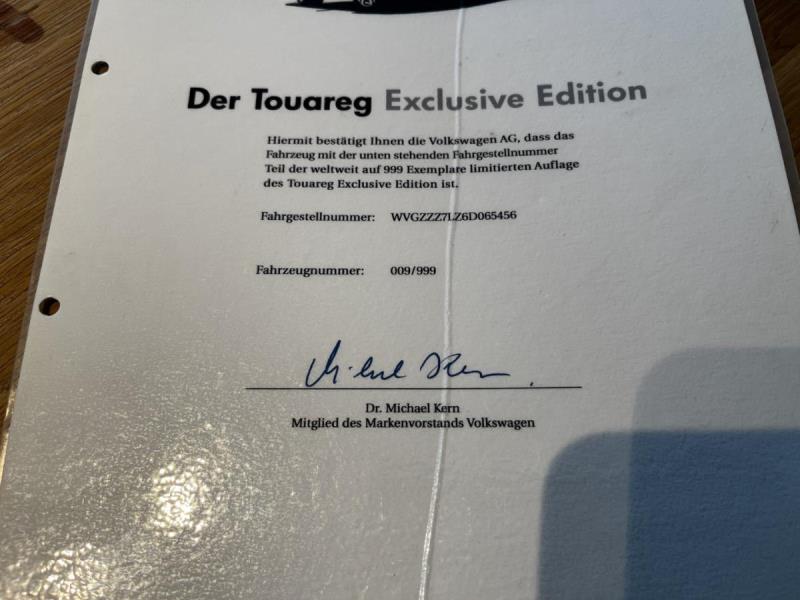 Der Touareg Exclusive Edition
Hiermit bestätigt Ihnen die Volkswagen AG, dass das
Fahrzeug mit der unten stehenden Fahrgestellnummer
Teil der weltweit auf 999 Exemplare limitierten Auflage
des Touareg Exclusive Edition ist.
Fahrgestellnummer: WVGZZZ7LZ6D065456
Fahrzeugnummer: 009/999
Michael Kern
Dr. Michael Kern
Mitglied des Markenvorstands Volkswagen